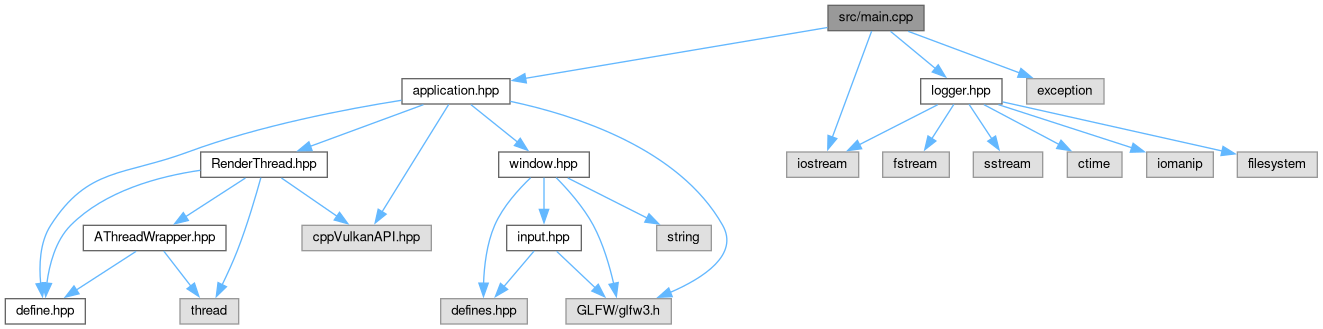 src/main.cpp
application.hpp
logger.hpp
exception
RenderThread.hpp
window.hpp
iostream
fstream
sstream
ctime
iomanip
filesystem
AThreadWrapper.hpp
cppVulkanAPI.hpp
input.hpp
string
define.hpp
thread
defines.hpp
GLFW/glfw3.h